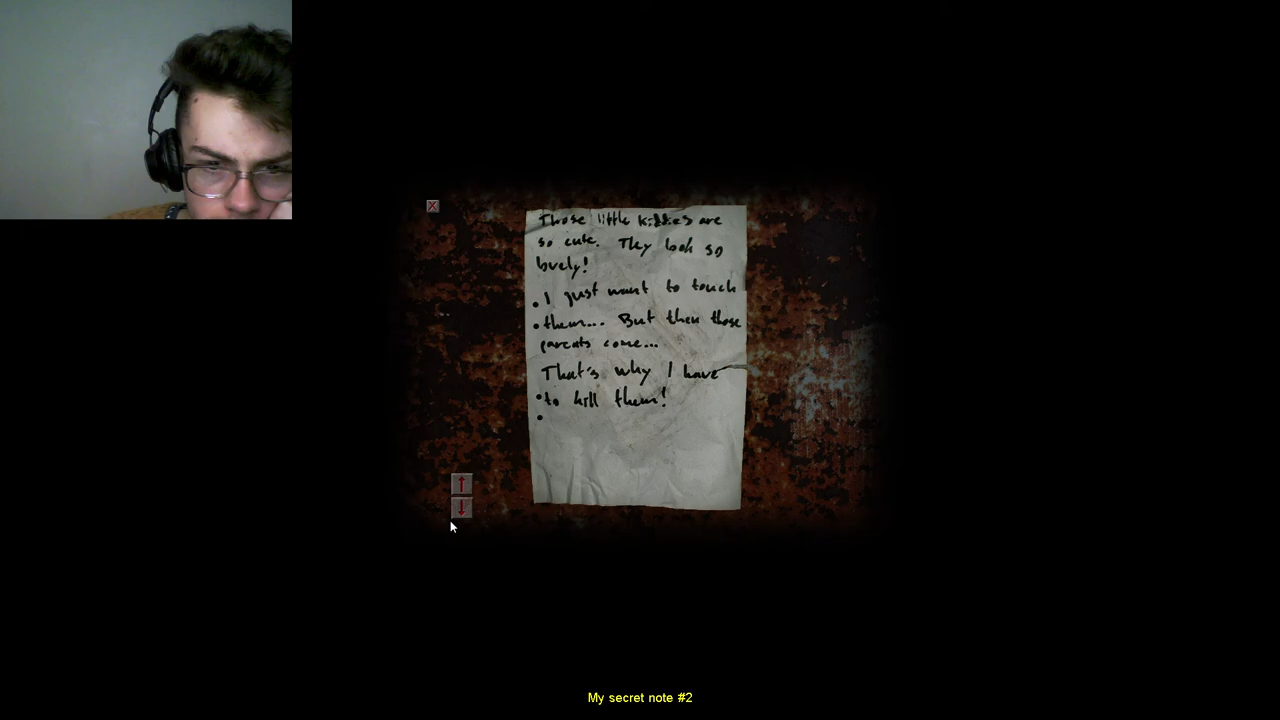 Those little kitties are
so cute. They look so
lovely!
I just want to touch
them... But then those
parents come...
That's why I have
to kill them!
My secret note #2